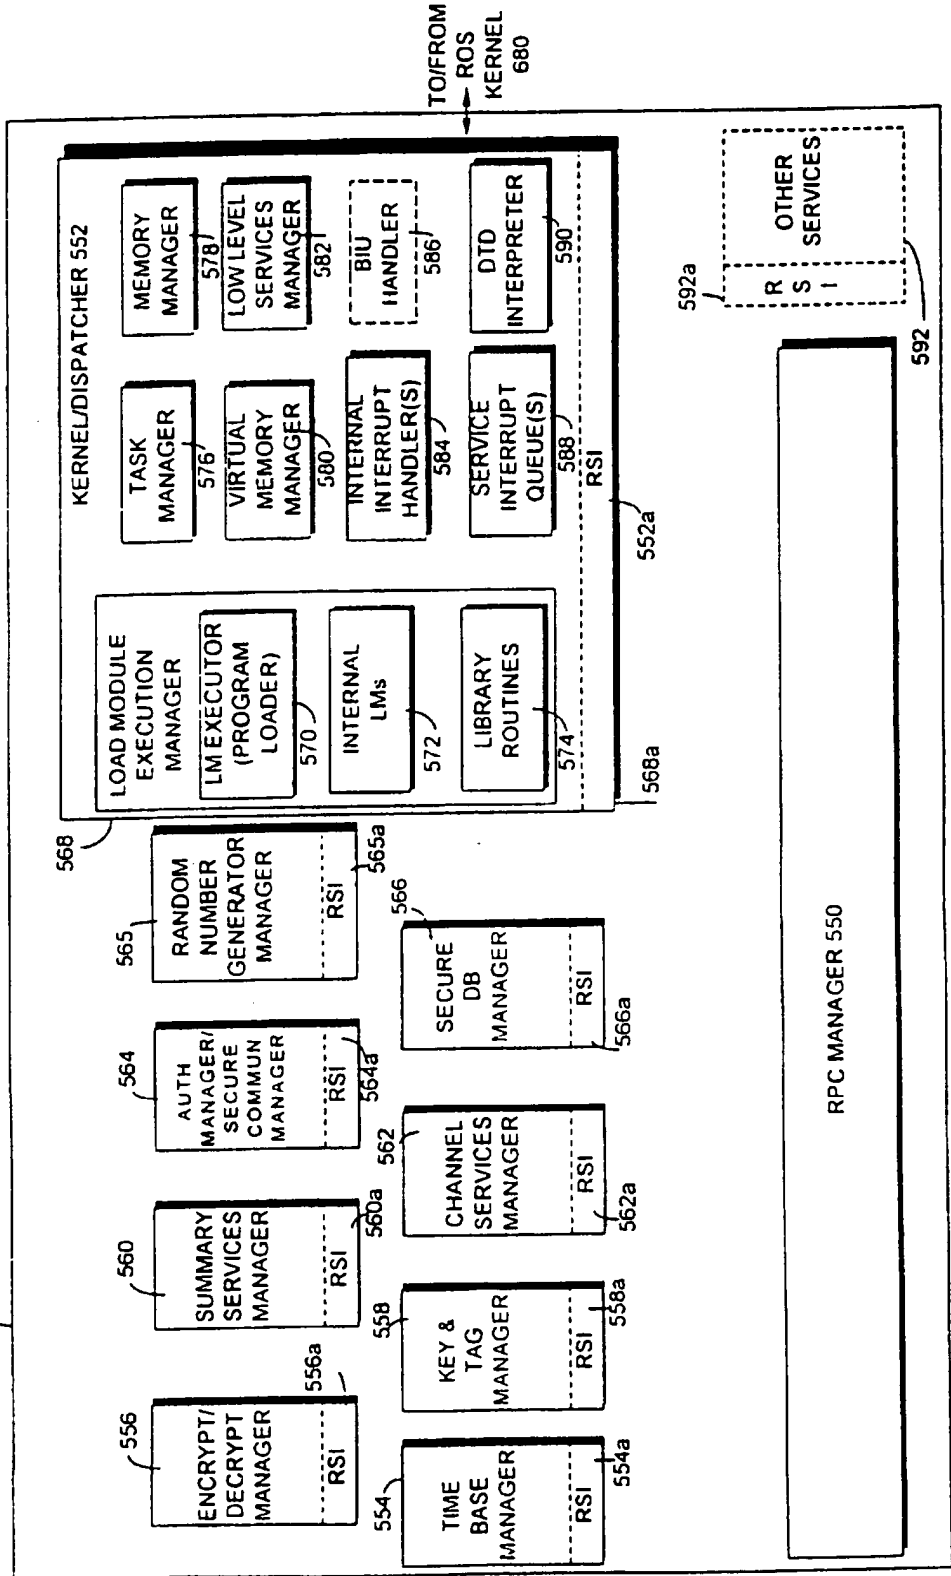 KERNEL/DISPATCHER 552
568
LOAD MODULE
EXECUTION
MANAGER
LM EXECUTOR
(PROGRAM
LOADER)
570
INTERNAL
LMs
572
LIBRARY
ROUTINES
574
568a
TASK
MANAGER
576
MEMORY
MANAGER
578
VIRTUAL
MEMORY
MANAGER
580
LOW LEVEL
SERVICES
MANAGER
582
INTERNAL
INTERRUPT
HANDLER(S)
584
BIU
HANDLER
586
SERVICE
INTERRUPT
QUEUE(S)
588
DTD
INTERPRETER
590
RSI
552a
TO/FROM
ROS
KERNEL
680
556
ENCRYPT/
DECRYPT
MANAGER
RSI
556a
560
SUMMARY
SERVICES
MANAGER
RSI
560a
564
AUTH
MANAGER/
SECURE
COMMUN
MANAGER
RSI
564a
565
RANDOM
NUMBER
GENERATOR
MANAGER
RSI
565a
554
TIME
BASE
MANAGER
RSI
554a
558
KEY &
TAG
MANAGER
RSI
558a
562
CHANNEL
SERVICES
MANAGER
RSI
562a
566
SECURE
DB
MANAGER
RSI
566a
RPC MANAGER 550
592a
R
S
I
OTHER
SERVICES
592